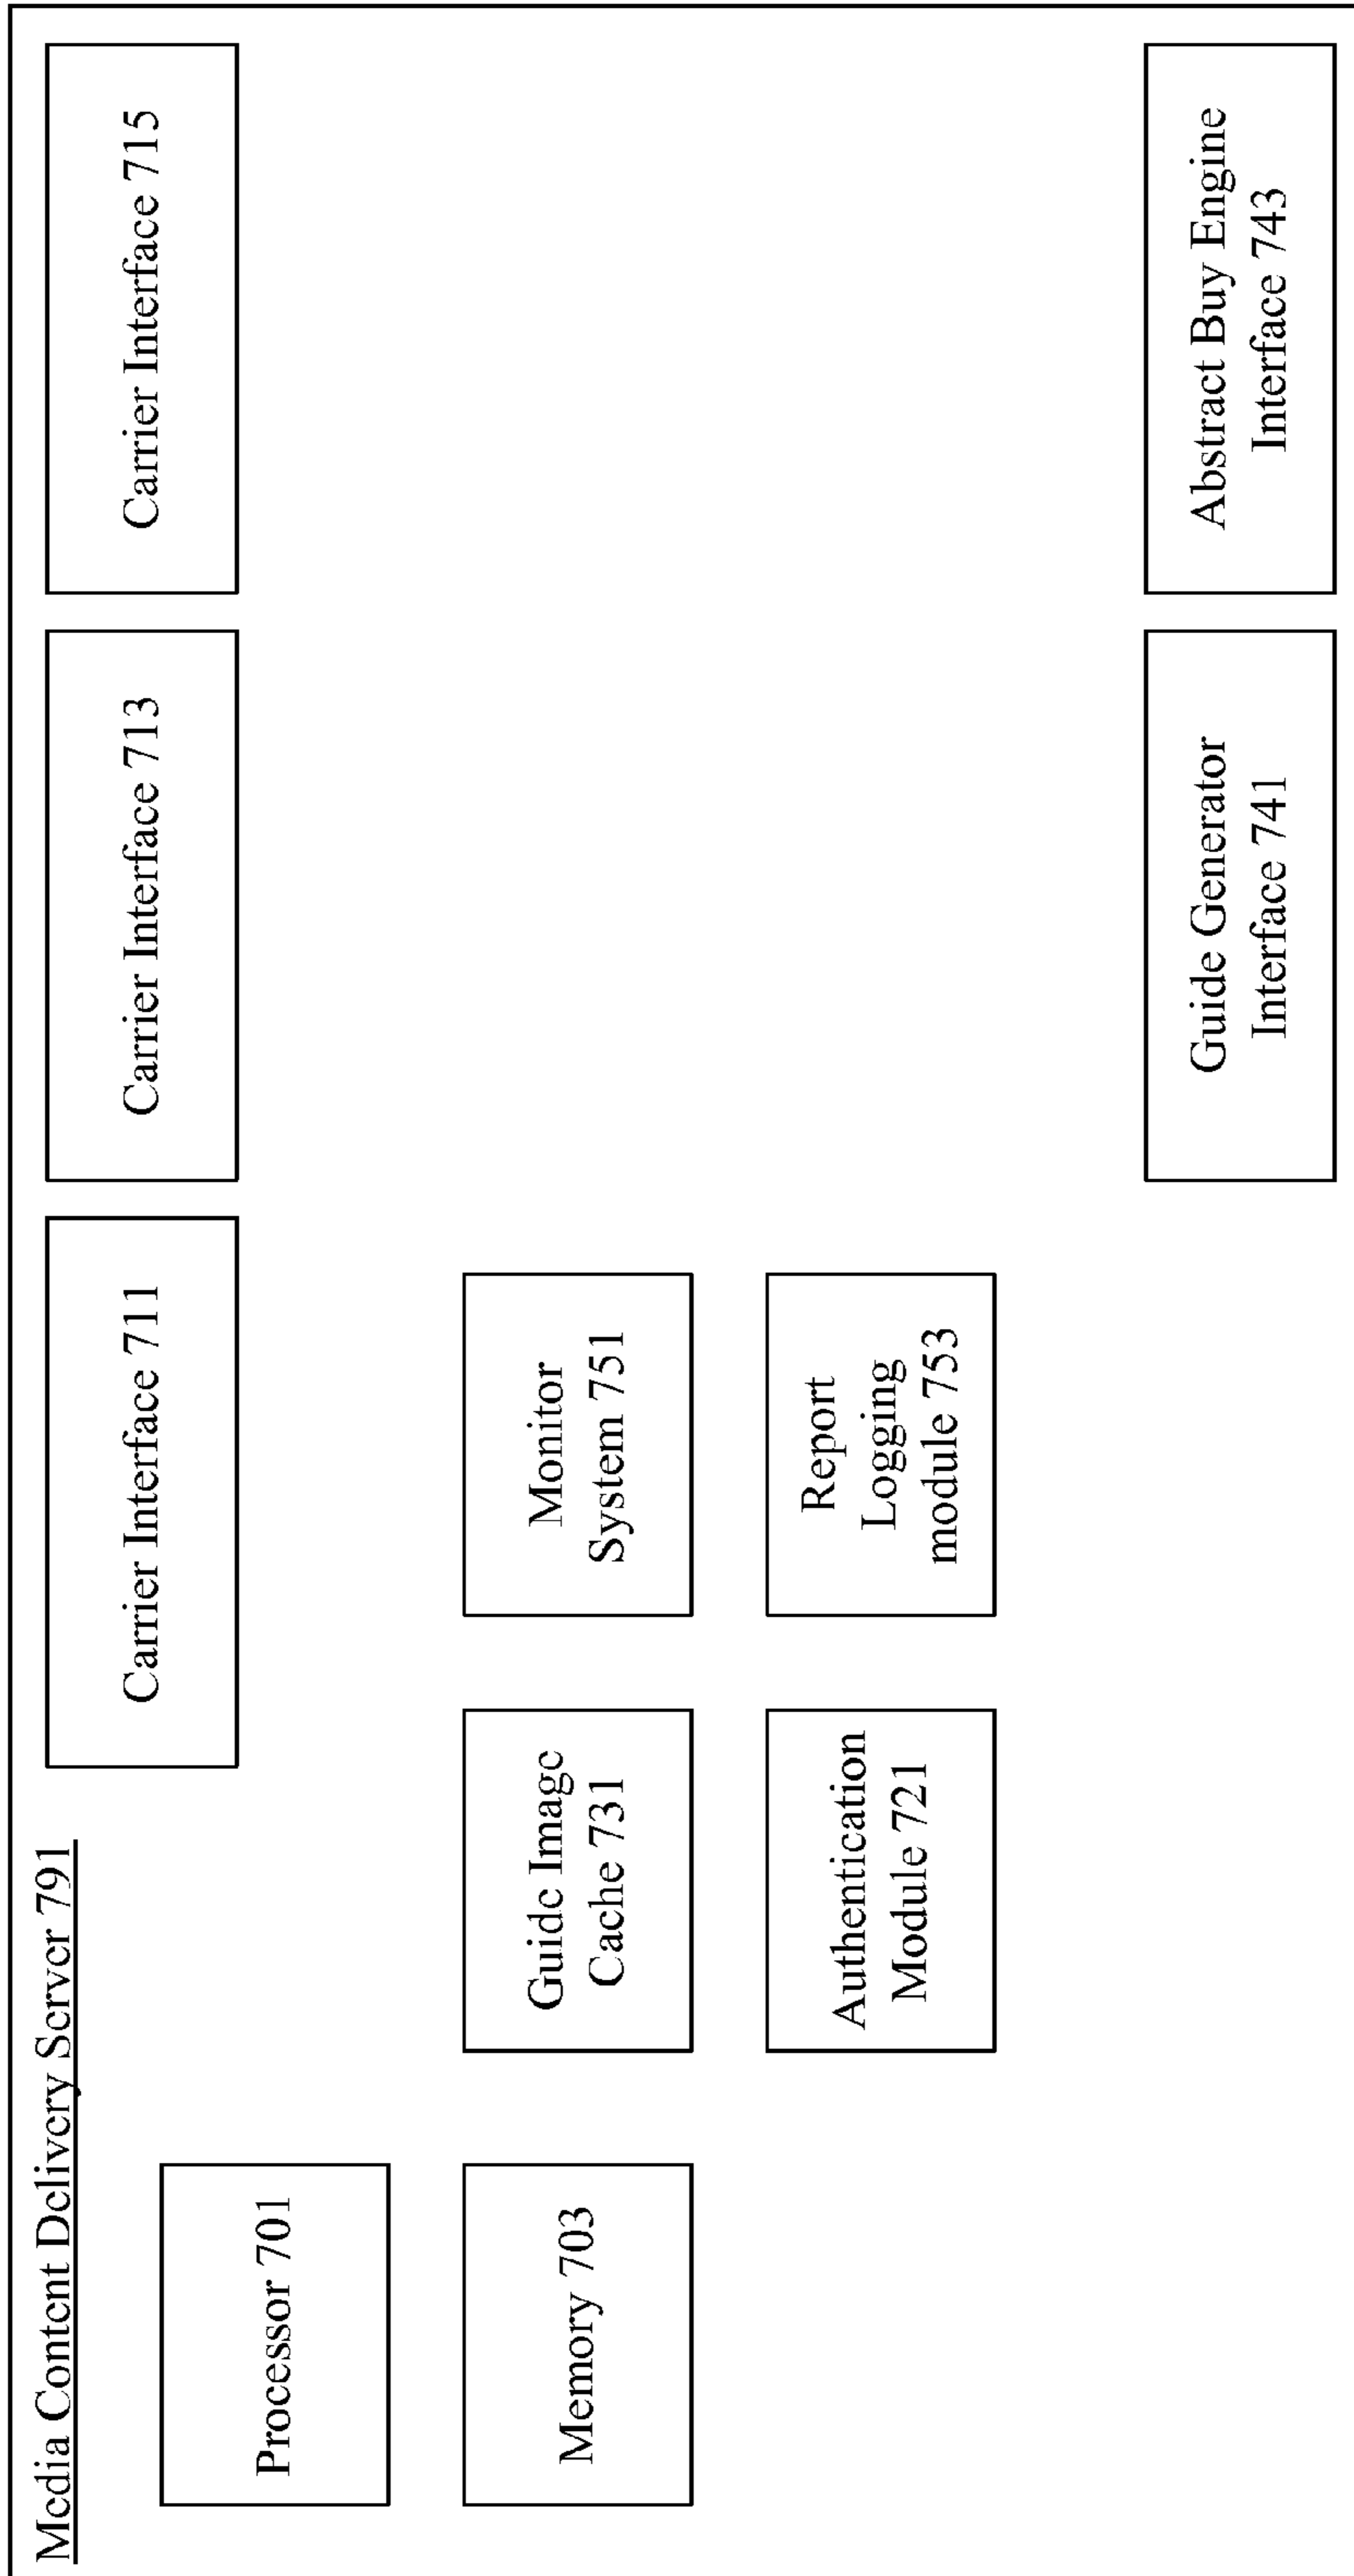 Media Content Delivery Server 791
Carrier Interface 711
Carrier Interface 713
Carrier Interface 715
Processor 701
Memory 703
Guide Image
Cache 731
Monitor
System 751
Authentication
Module 721
Report
Logging
module 753
Guide Generator
Interface 741
Abstract Buy Engine
Interface 743